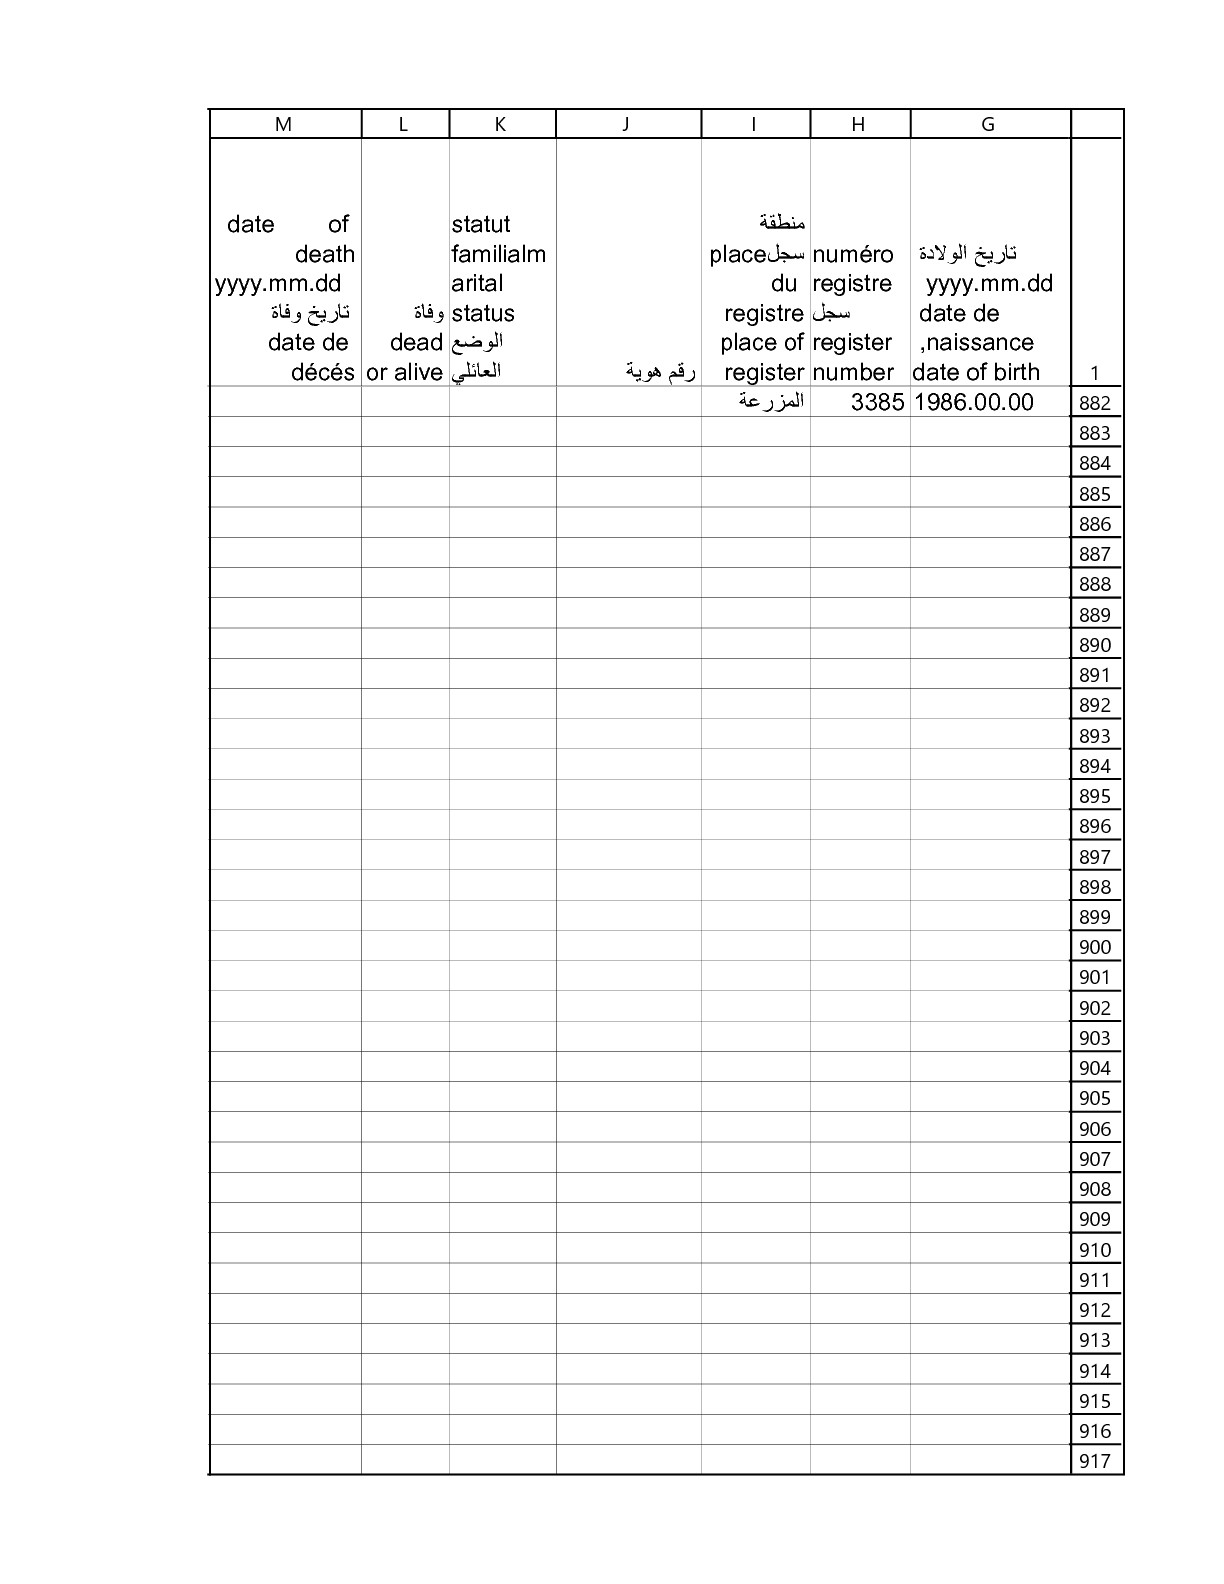 M L K J I H G
date of
death
yyyy.mm.dd
تاريخ وفاة
date de
décés
وفاة
dead
or alive
statut
familialm
arital
status
الوضع
العائلي
رقم هوية
منطقة
سجلplace
du
registre
place of
register
numéro
registre
سجل
register
number
تاريخ الولادة
yyyy.mm.dd
date de
,naissance
date of birth
1
المزرعة 3385 1986.00.00 882
883
884
885
886
887
888
889
890
891
892
893
894
895
896
897
898
899
900
901
902
903
904
905
906
907
908
909
910
911
912
913
914
915
916
917